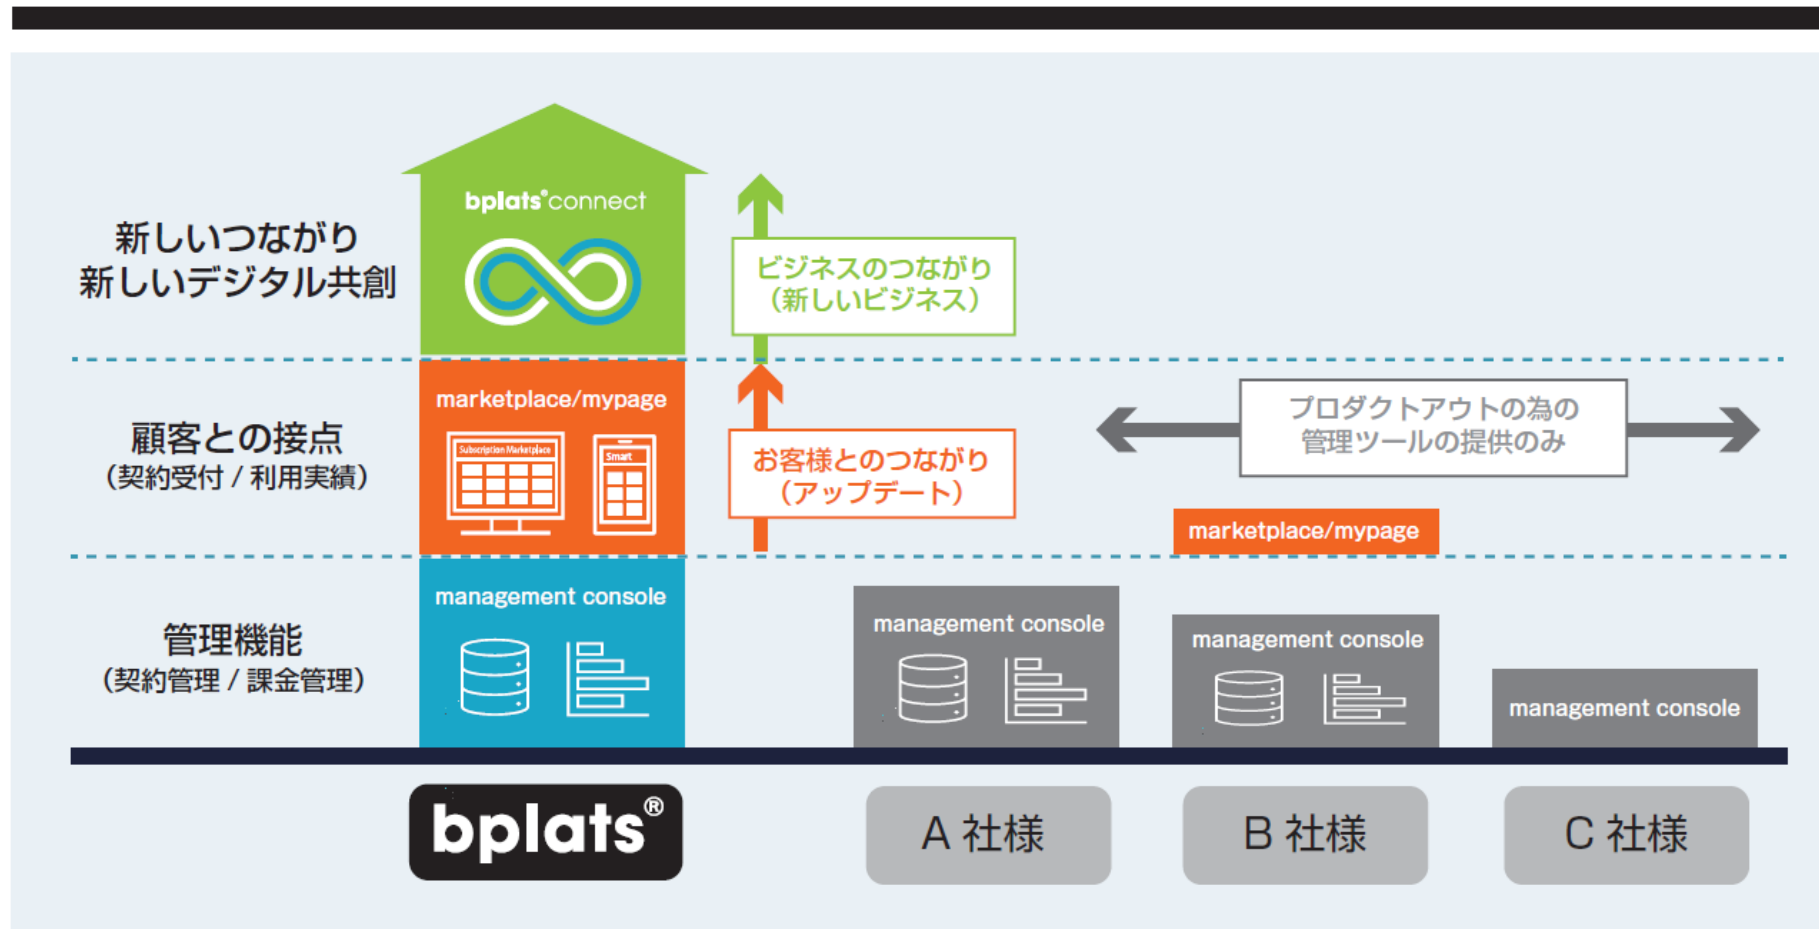 bplats®connect
新しいつながり
新しいデジタル共創
ビジネスのつながり
（新しいビジネス）
marketplace/mypage
Subscription Marketplace
Smart
顧客との接点
（契約受付 / 利用実績）
お客様とのつながり
（アップデート）
プロダクトアウトの為の
管理ツールの提供のみ
marketplace/mypage
management console
管理機能
（契約管理 / 課金管理）
management console
management console
management console
bplats®
A 社様
B 社様
C 社様